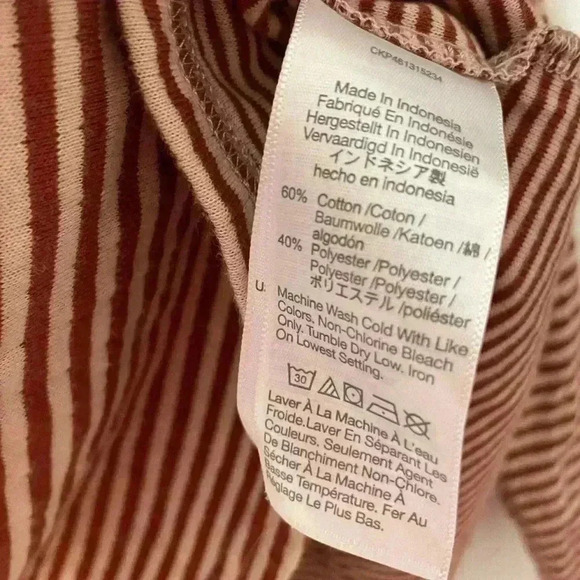 CKP461315234
Made In Indonesia
Fabriqué En Indonésie
Hergestellt In Indonesien
Vervaardigd In Indonesien
インドネシア製
hecho en indonesia
60% Cotton /Coton /
Baumwolle /Katoen /綿 /
algodón
40% Polyester /Polyester /
Polyester /Polyester /
ポリエステル /poliéster
U: Machine Wash Cold With Like
Colors, Non-Chlorine Bleach
Only. Tumble Dry Low. Iron
On Lowest Setting.
30
Laver À La Machine À L'eau
Froide.Laver En Séparant Les
Couleurs. Seulement Agent
De Blanchiment Non-Chlore.
Sécher À La Machine À
Basse Température. Fer Au
Réglage Le Plus Bas.